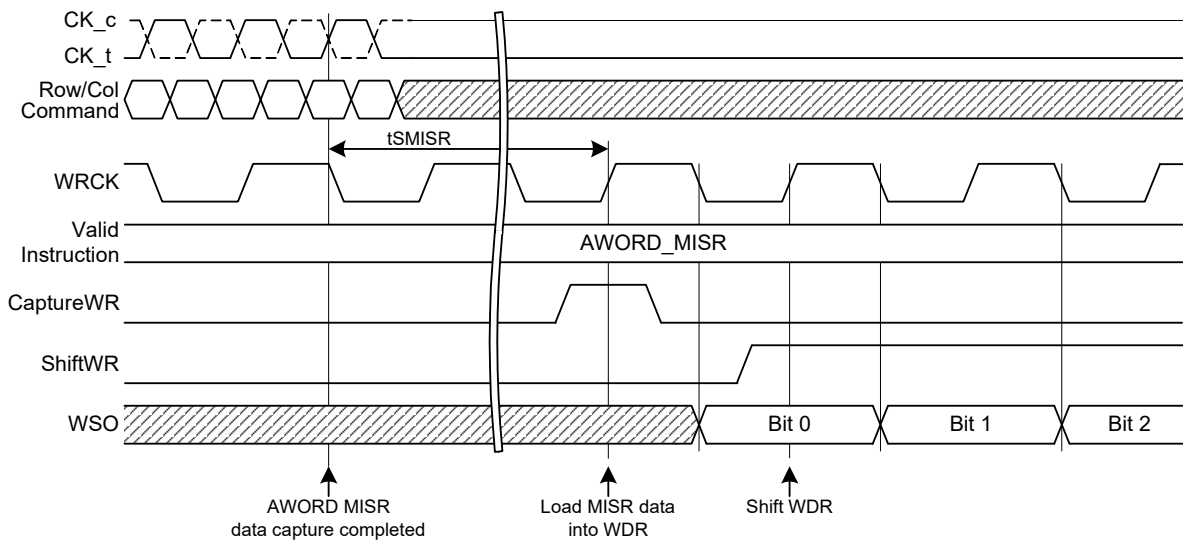 CK_c
CK_t
Row/Col
Command
tSMISR
WRCK
Valid
Instruction
AWORD_MISR
CaptureWR
ShiftWR
WSO
Bit 0
Bit 1
Bit 2
AWORD MISR
data capture completed
Load MISR data
into WDR
Shift WDR